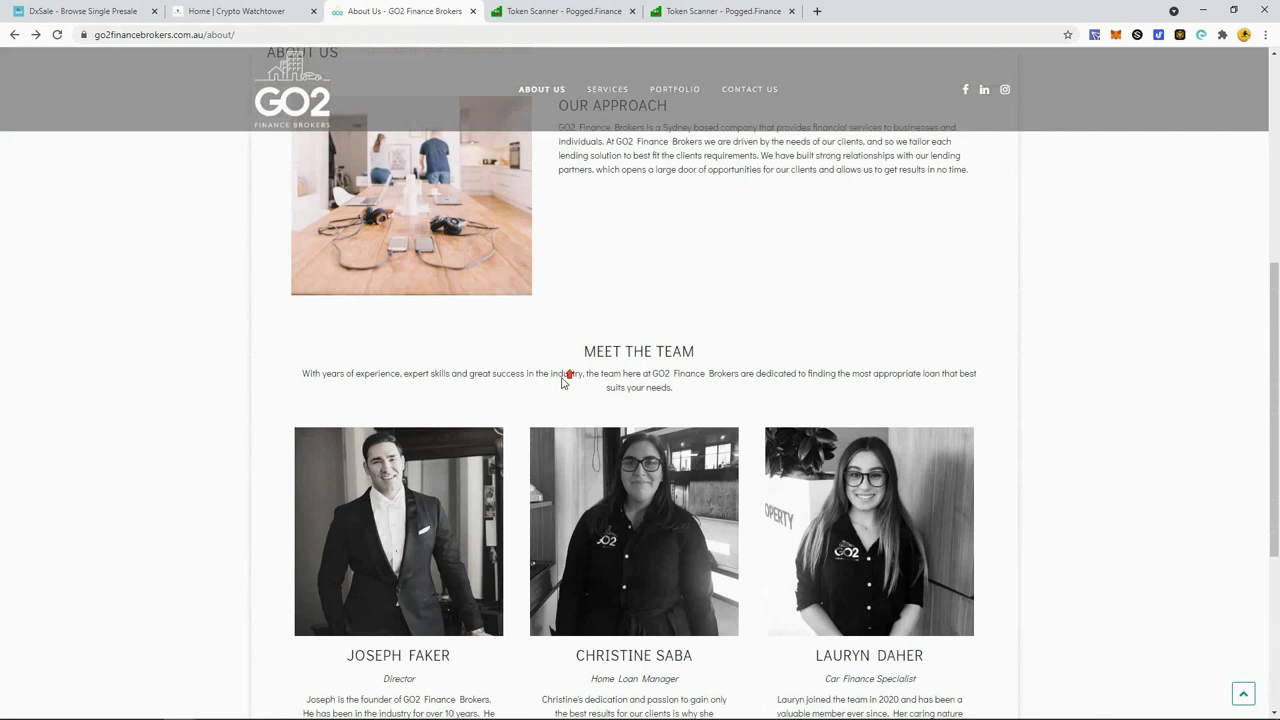 DxSale - Browse Single Presale
Home | Crypto Watchtower
About Us - GO2 Finance Brokers
Token Scanner - Pogged.Finance
Token Scanner - Pogged.Finance
go2financebrokers.com.au/about/
ABOUT US
GO2
FINANCE BROKERS
ABOUT US
SERVICES
PORTFOLIO
CONTACT US
OUR APPROACH
GO2 Finance Brokers is a Sydney based company that provides financial services to businesses and
individuals. At GO2 Finance Brokers we are driven by the needs of our clients, and so we tailor each
lending solution to best fit the clients requirements. We have built strong relationships with our lending
partners, which opens a large door of opportunities for our clients and allows us to get results in no time.
MEET THE TEAM
With years of experience, expert skills and great success in the industry, the team here at GO2 Finance Brokers are dedicated to finding the most appropriate loan that best
suits your needs.
GO2
OPERTY
GO2
JOSEPH FAKER
Director
Joseph is the founder of GO2 Finance Brokers.
He has been in the industry for over 10 years. He
CHRISTINE SABA
Home Loan Manager
Christine's dedication and passion to gain only
the best results for our clients is why she
LAURYN DAHER
Car Finance Specialist
Lauryn joined the team in 2020 and has been a
valuable member ever since. Her caring nature